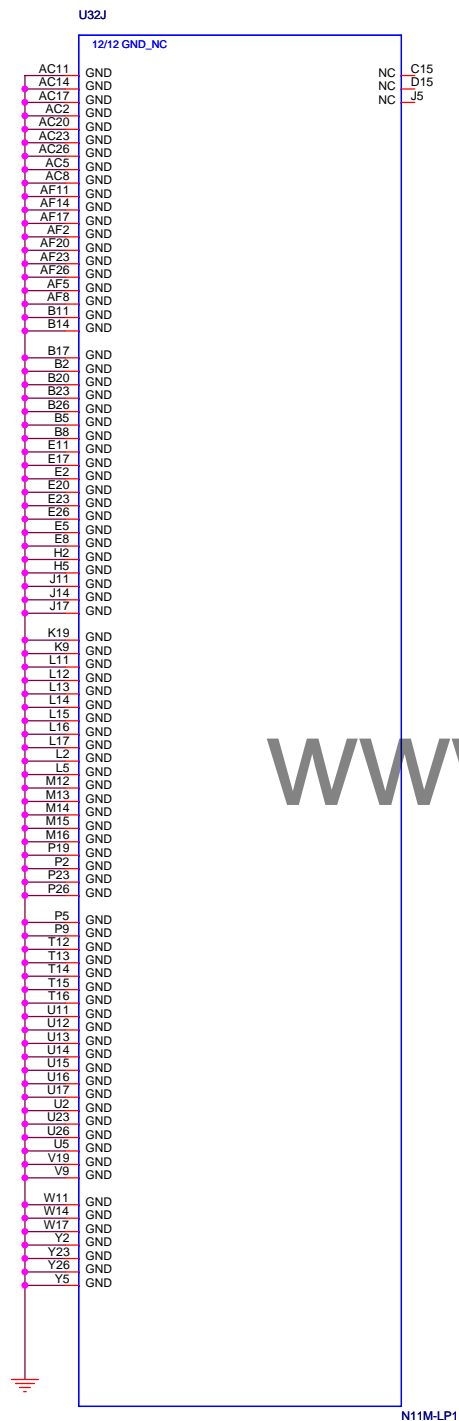 U32J
12/12 GND_NC
AC11 GND NC C15
AC14 GND NC D15
AC17 GND NC J5
AC2 GND
AC20 GND
AC23 GND
AC26 GND
AC5 GND
AC8 GND
AF11 GND
AF14 GND
AF17 GND
AF2 GND
AF20 GND
AF23 GND
AF26 GND
AF5 GND
AF8 GND
B11 GND
B14 GND
B17 GND
B2 GND
B20 GND
B23 GND
B26 GND
B5 GND
B8 GND
E11 GND
E17 GND
E2 GND
E20 GND
E23 GND
E26 GND
E5 GND
E8 GND
H2 GND
H5 GND
J11 GND
J14 GND
J17 GND
K19 GND
K9 GND
L11 GND
L12 GND
L13 GND
L14 GND
L15 GND
L16 GND
L17 GND
L2 GND
L5 GND
M12 GND
M13 GND
M14 GND
M15 GND
M16 GND
P19 GND
P2 GND
P23 GND
P26 GND
P5 GND
P9 GND
T12 GND
T13 GND
T14 GND
T15 GND
T16 GND
U11 GND
U12 GND
U13 GND
U14 GND
U15 GND
U16 GND
U17 GND
U2 GND
U23 GND
U26 GND
U5 GND
V19 GND
V9 GND
W11 GND
W14 GND
W17 GND
Y2 GND
Y23 GND
Y26 GND
Y5 GND
N11M-LP1